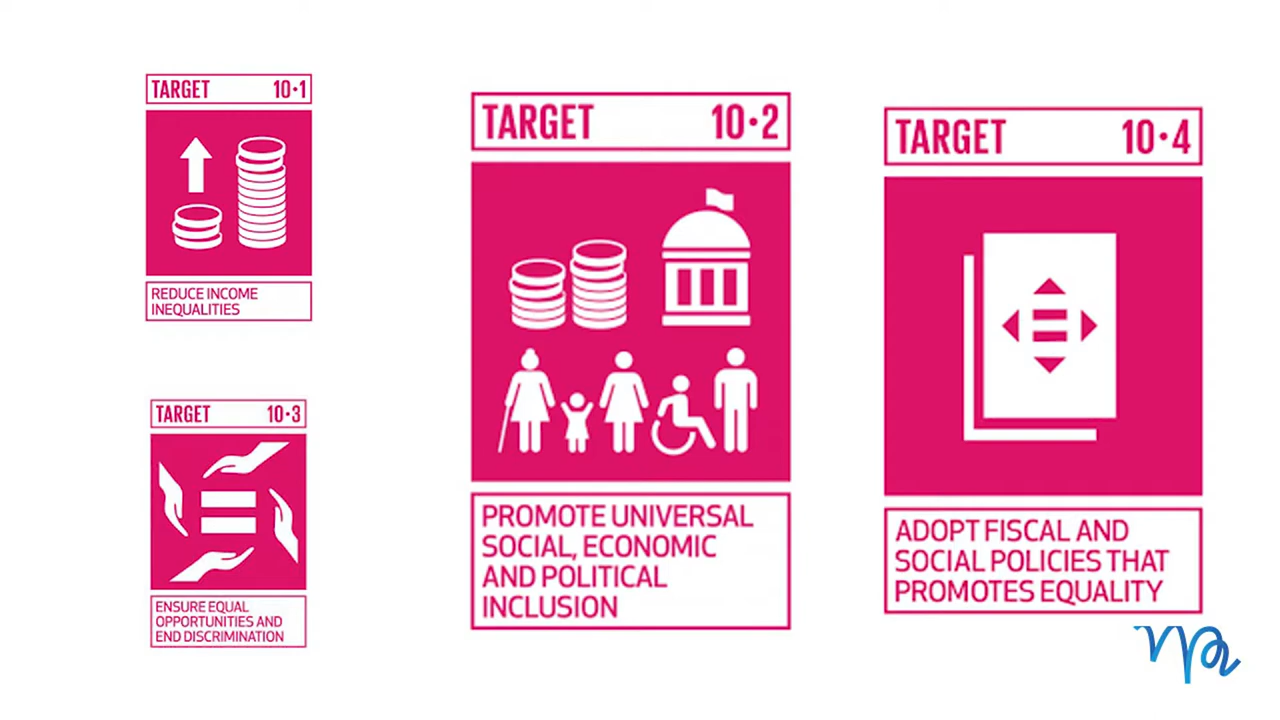 TARGET 10•1
REDUCE INCOME
INEQUALITIES
TARGET 10•3
ENSURE EQUAL
OPPORTUNITIES AND
END DISCRIMINATION
TARGET 10•2
PROMOTE UNIVERSAL
SOCIAL, ECONOMIC
AND POLITICAL
INCLUSION
TARGET 10•4
ADOPT FISCAL AND
SOCIAL POLICIES THAT
PROMOTES EQUALITY